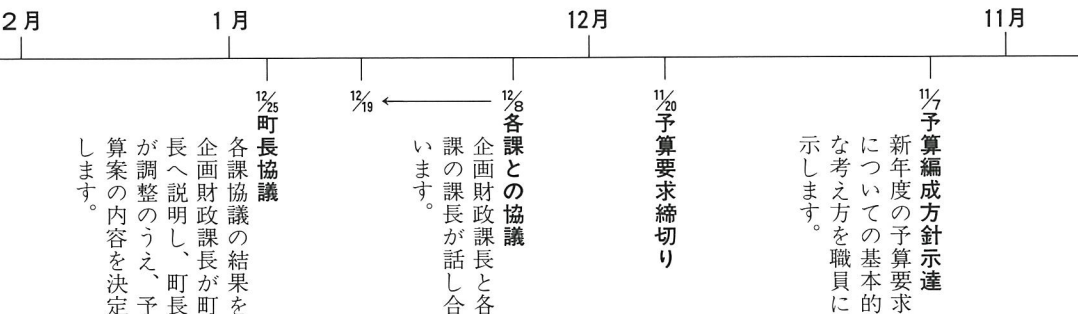 11月
12月
1月
2月
11/7予算編成方針示達
新年度の予算要求
についての基本的
な考え方を職員に
示します。
11/20予算要求締切り
12/8各課との協議
企画財政課長と各
課の課長が話し合
います。
12/19
12/25町長協議
各課協議の結果を
企画財政課長が町
長へ説明し、町長
が調整のうえ、予
算案の内容を決定
します。